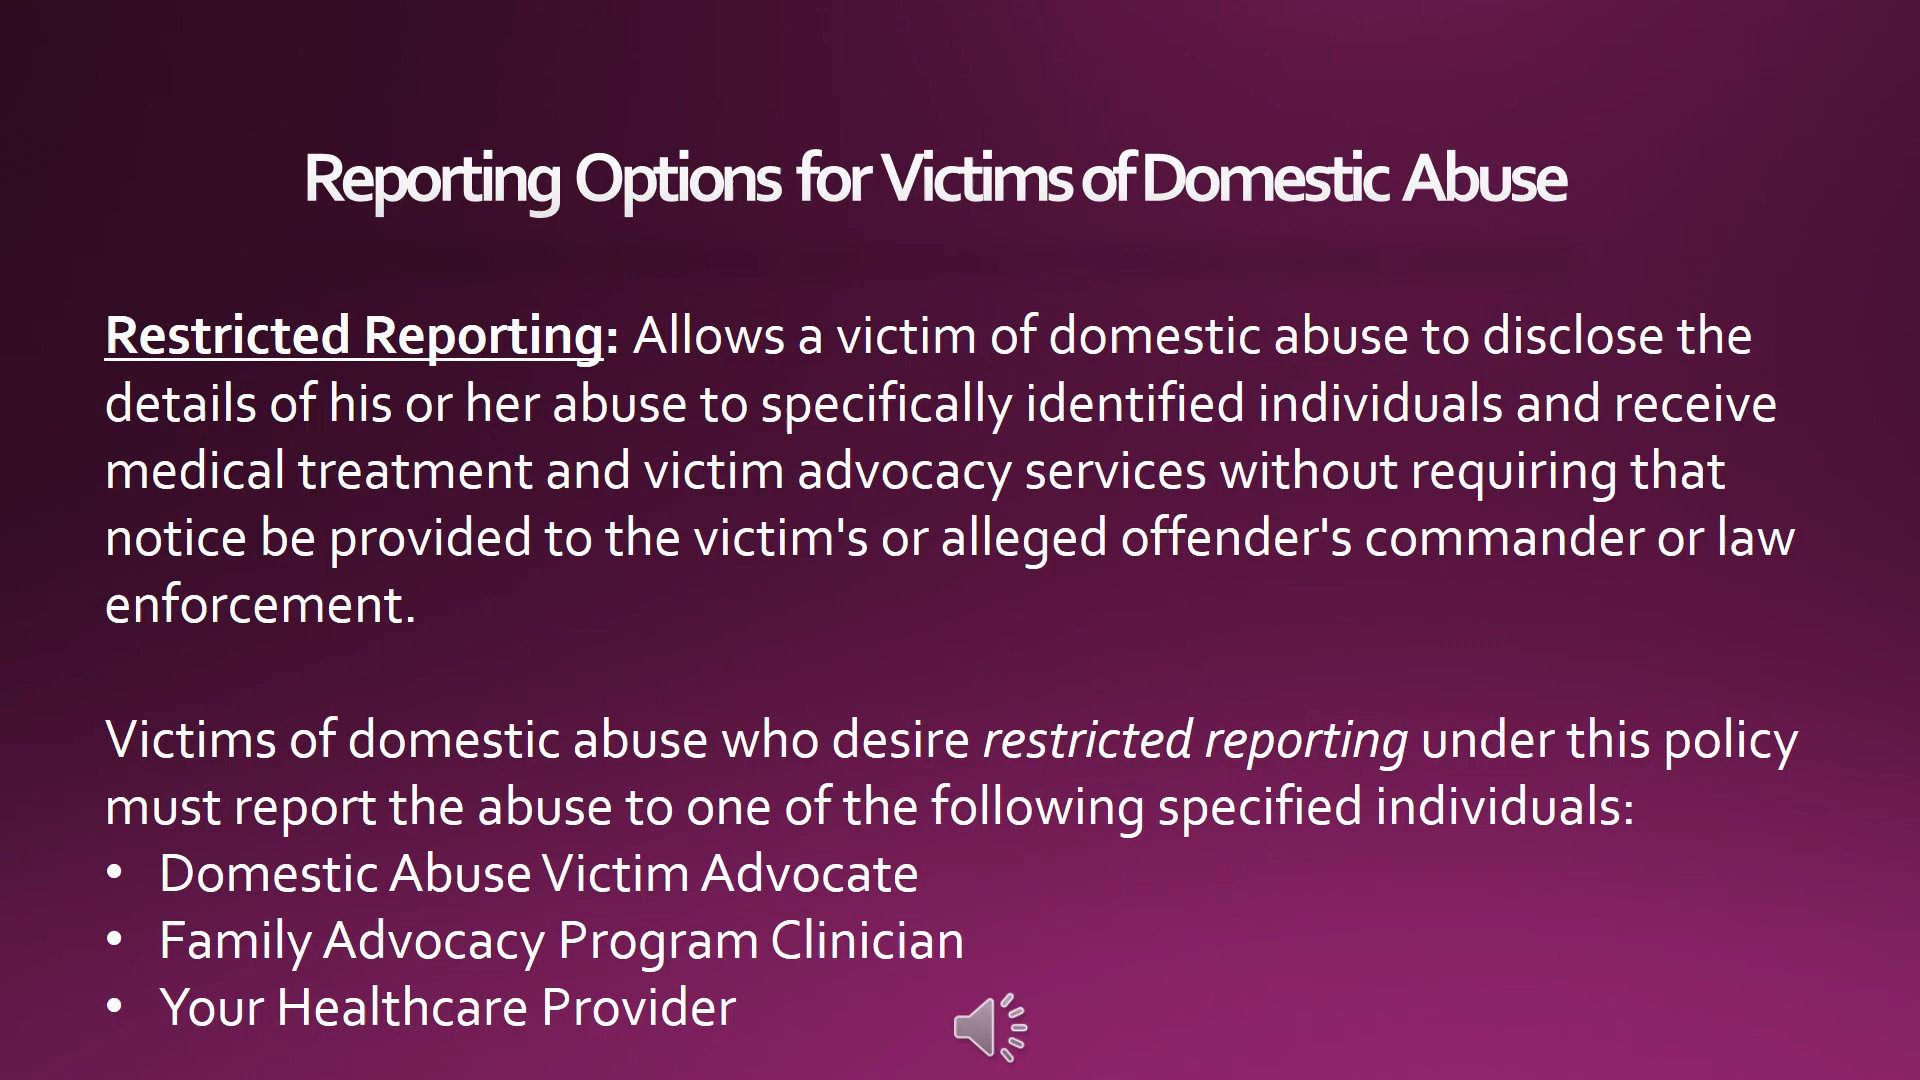 Reporting Options for Victims of Domestic Abuse
Restricted Reporting: Allows a victim of domestic abuse to disclose the
details of his or her abuse to specifically identified individuals and receive
medical treatment and victim advocacy services without requiring that
notice be provided to the victim's or alleged offender's commander or law
enforcement.
Victims of domestic abuse who desire restricted reporting under this policy
must report the abuse to one of the following specified individuals:
• Domestic Abuse Victim Advocate
• Family Advocacy Program Clinician
• Your Healthcare Provider